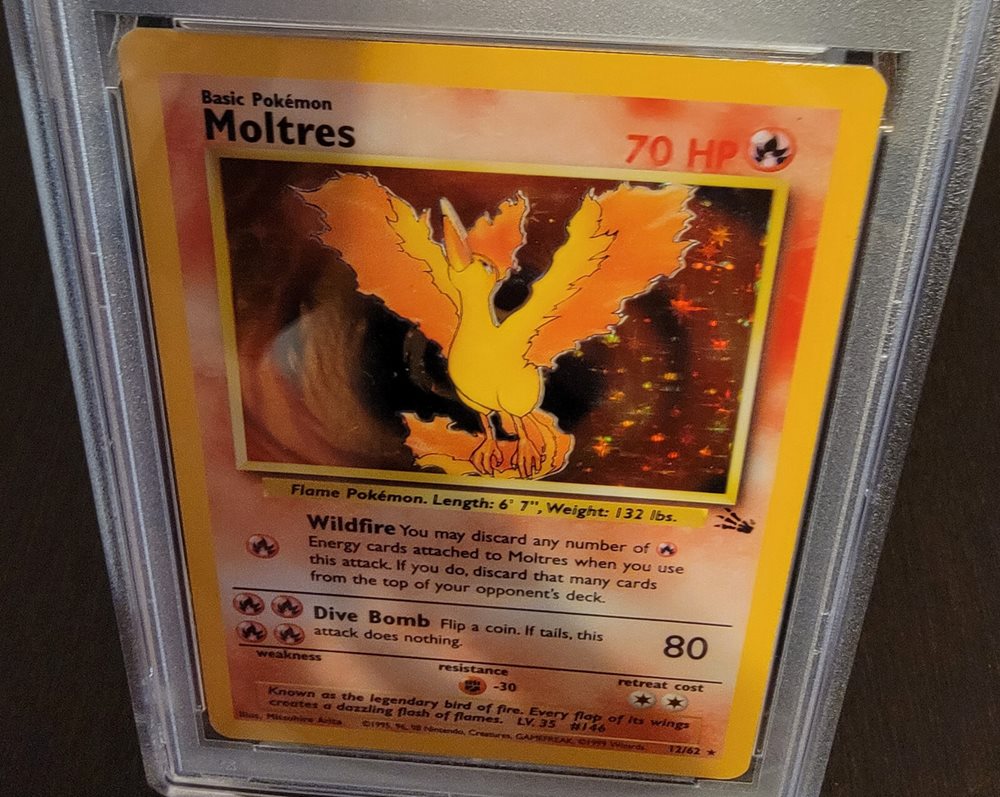 Basic Pokémon
Moltres
70 HP
Flame Pokémon. Length: 6' 7", Weight: 132 lbs.
Wildfire You may discard any number of
Energy cards attached to Moltres when you use
this attack. If you do, discard that many cards
from the top of your opponent's deck.
Dive Bomb Flip a coin. If tails, this
attack does nothing.
80
weakness
resistance
retreat cost
-30
Known as the legendary bird of fire. Every flap of its wings
creates a dazzling flash of flames. LV. 35 #146
Illus. Mitsuhiro Arita ©1995, 96, 98 Nintendo, Creatures, GAMEFREAK. ©1999 Wizards. 12/62 ★